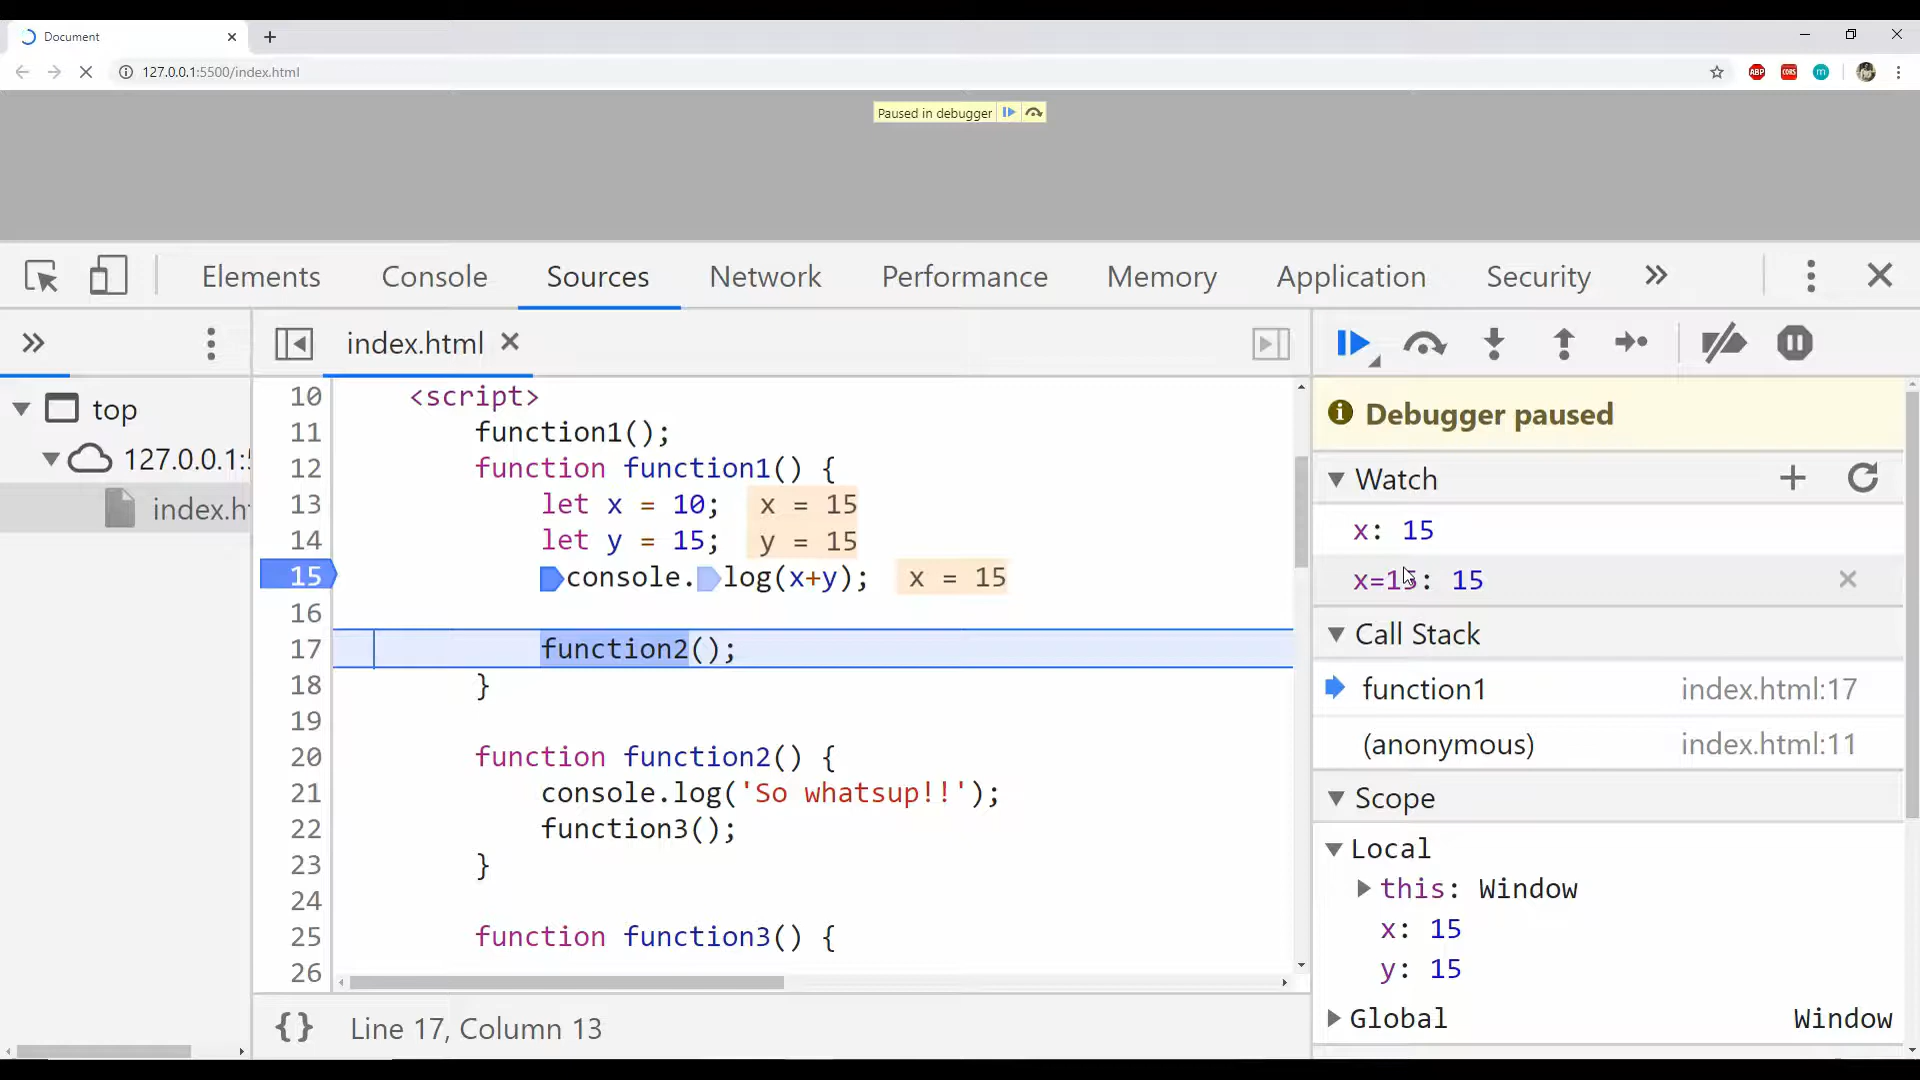 Document
127.0.0.1:5500/index.html
ABP
CORS
m
Paused in debugger
Elements
Console
Sources
Network
Performance
Memory
Application
Security
index.html
top
127.0.0.1:
index.h
10 <script>
11 function1();
12 function function1() {
13 let x = 10; x = 15
14 let y = 15; y = 15
15 console.log(x+y); x = 15
16
17 function2();
18 }
19
20 function function2() {
21 console.log('So whatsup!!');
22 function3();
23 }
24
25 function function3() {
26
{} Line 17, Column 13
Debugger paused
Watch
x: 15
x=15: 15
Call Stack
function1 index.html:17
(anonymous) index.html:11
Scope
Local
this: Window
x: 15
y: 15
Global Window